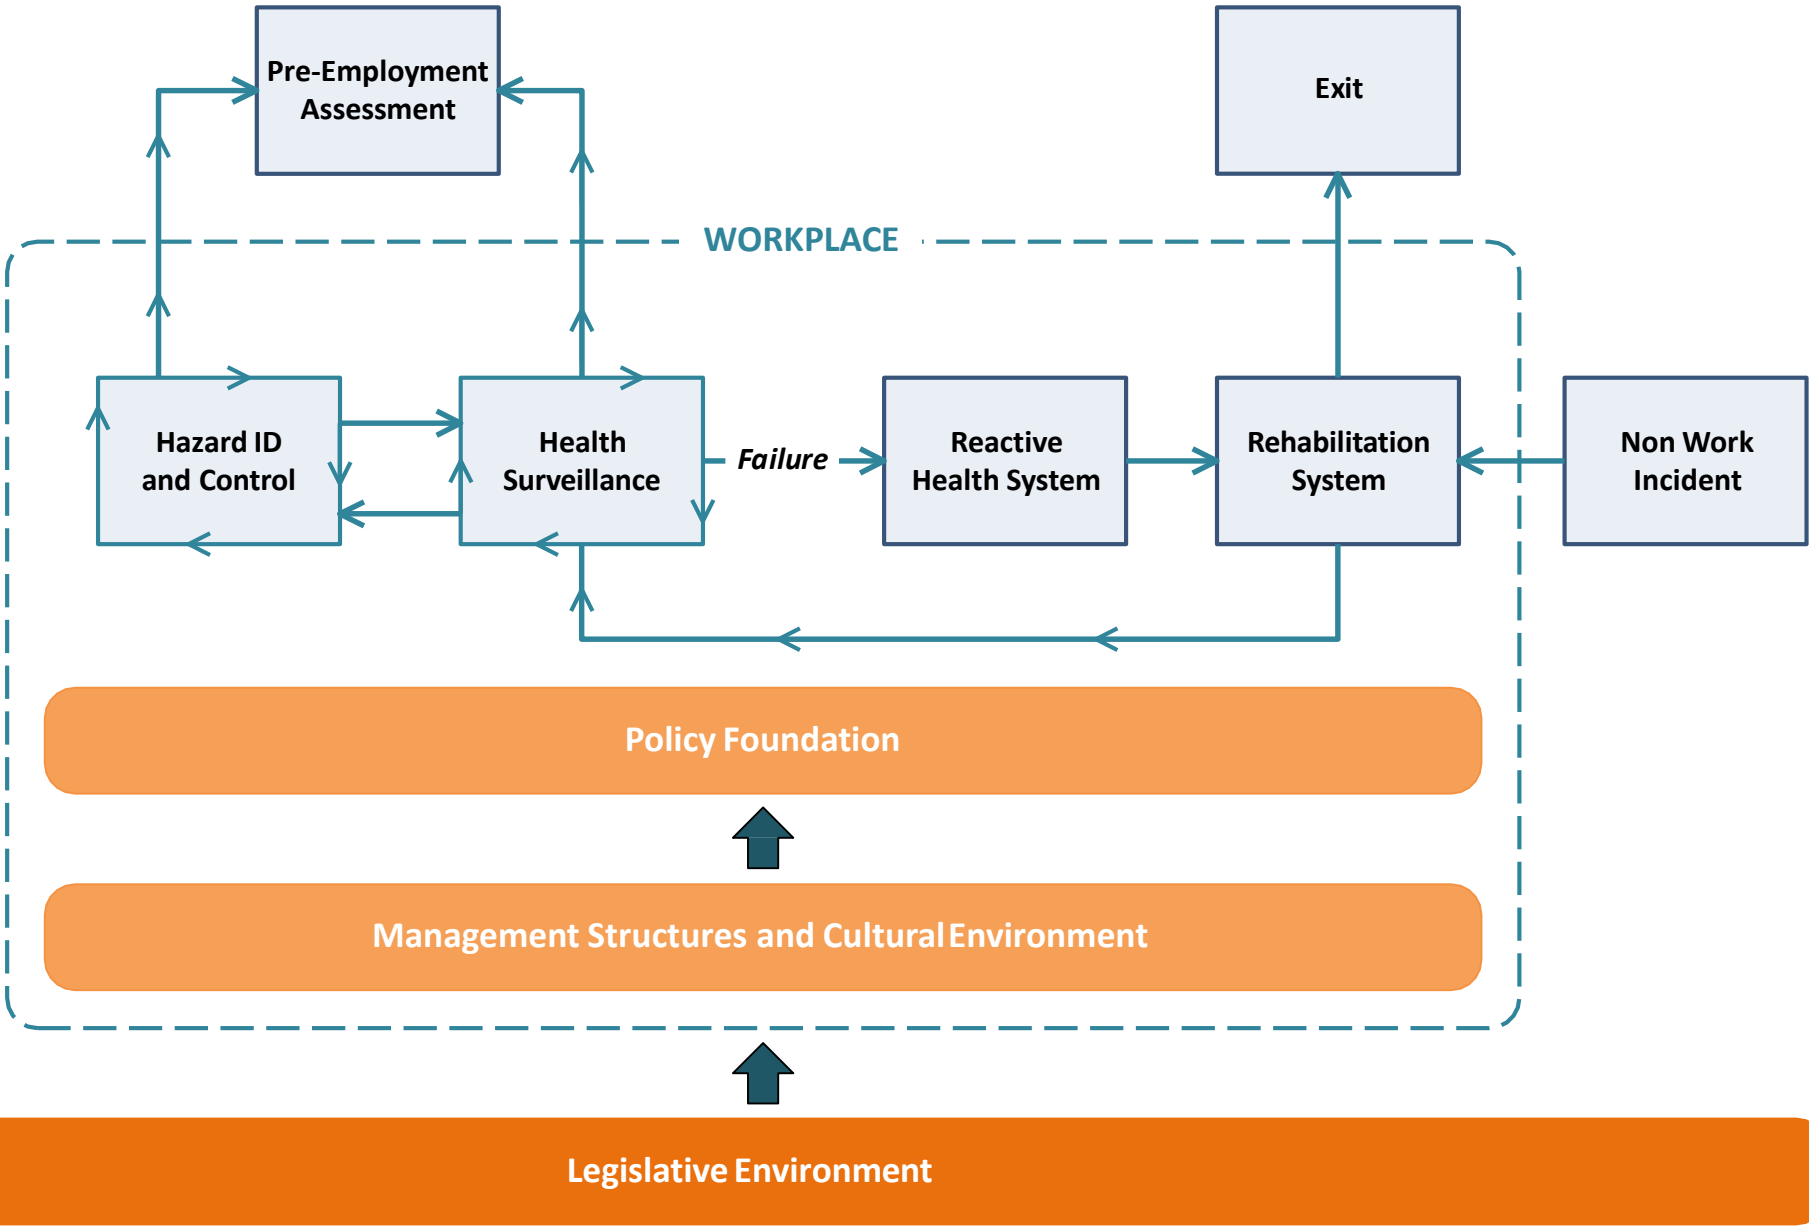 Pre-Employment
Assessment
Exit
WORKPLACE
Hazard ID
and Control
Health
Surveillance
Failure
Reactive
Health System
Rehabilitation
System
Non Work
Incident
Policy Foundation
Management Structures and Cultural Environment
Legislative Environment